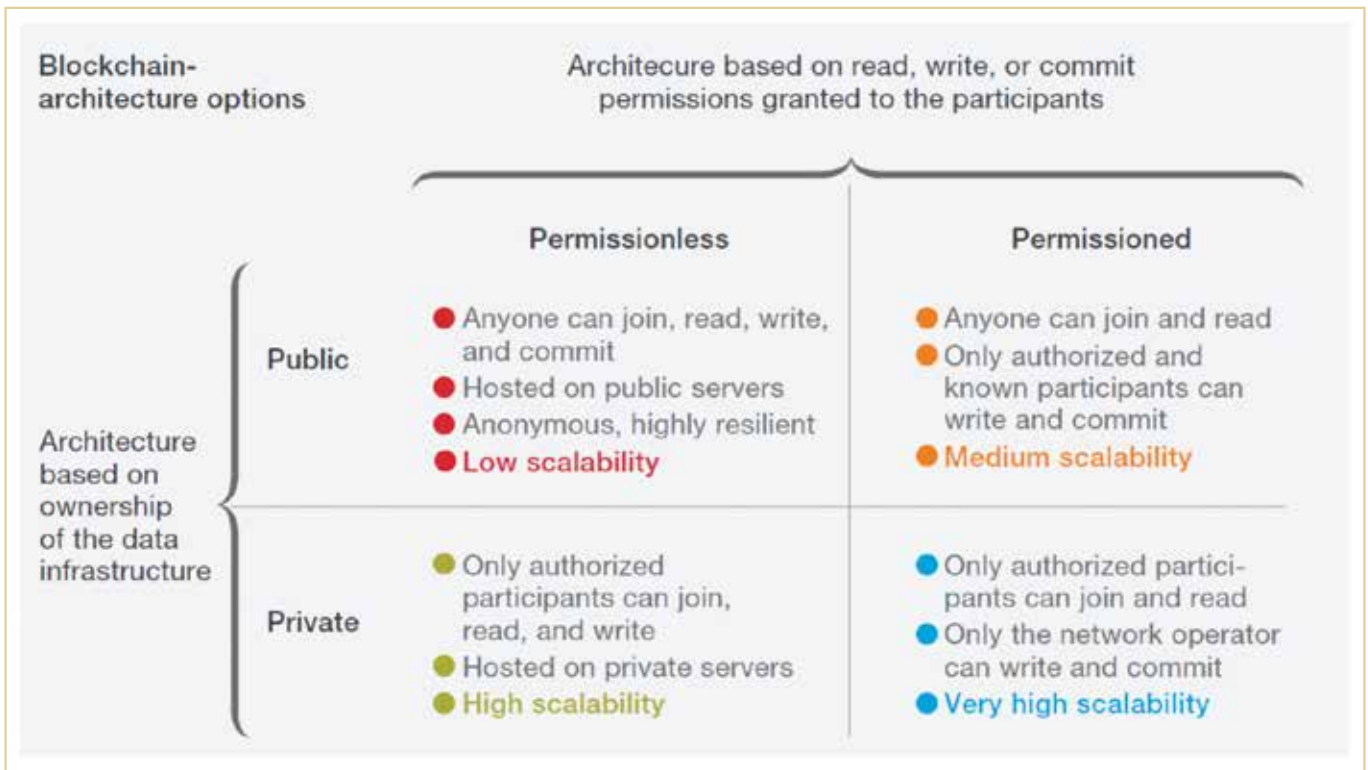 Blockchain-
architecture options
Architecure based on read, write, or commit
permissions granted to the participants
Permissionless
Permissioned
Public
Anyone can join, read, write,
and commit
Hosted on public servers
Anonymous, highly resilient
Low scalability
Anyone can join and read
Only authorized and
known participants can
write and commit
Medium scalability
Architecture
based on
ownership
of the data
infrastructure
Private
Only authorized
participants can join,
read, and write
Hosted on private servers
High scalability
Only authorized partici-
pants can join and read
Only the network operator
can write and commit
Very high scalability